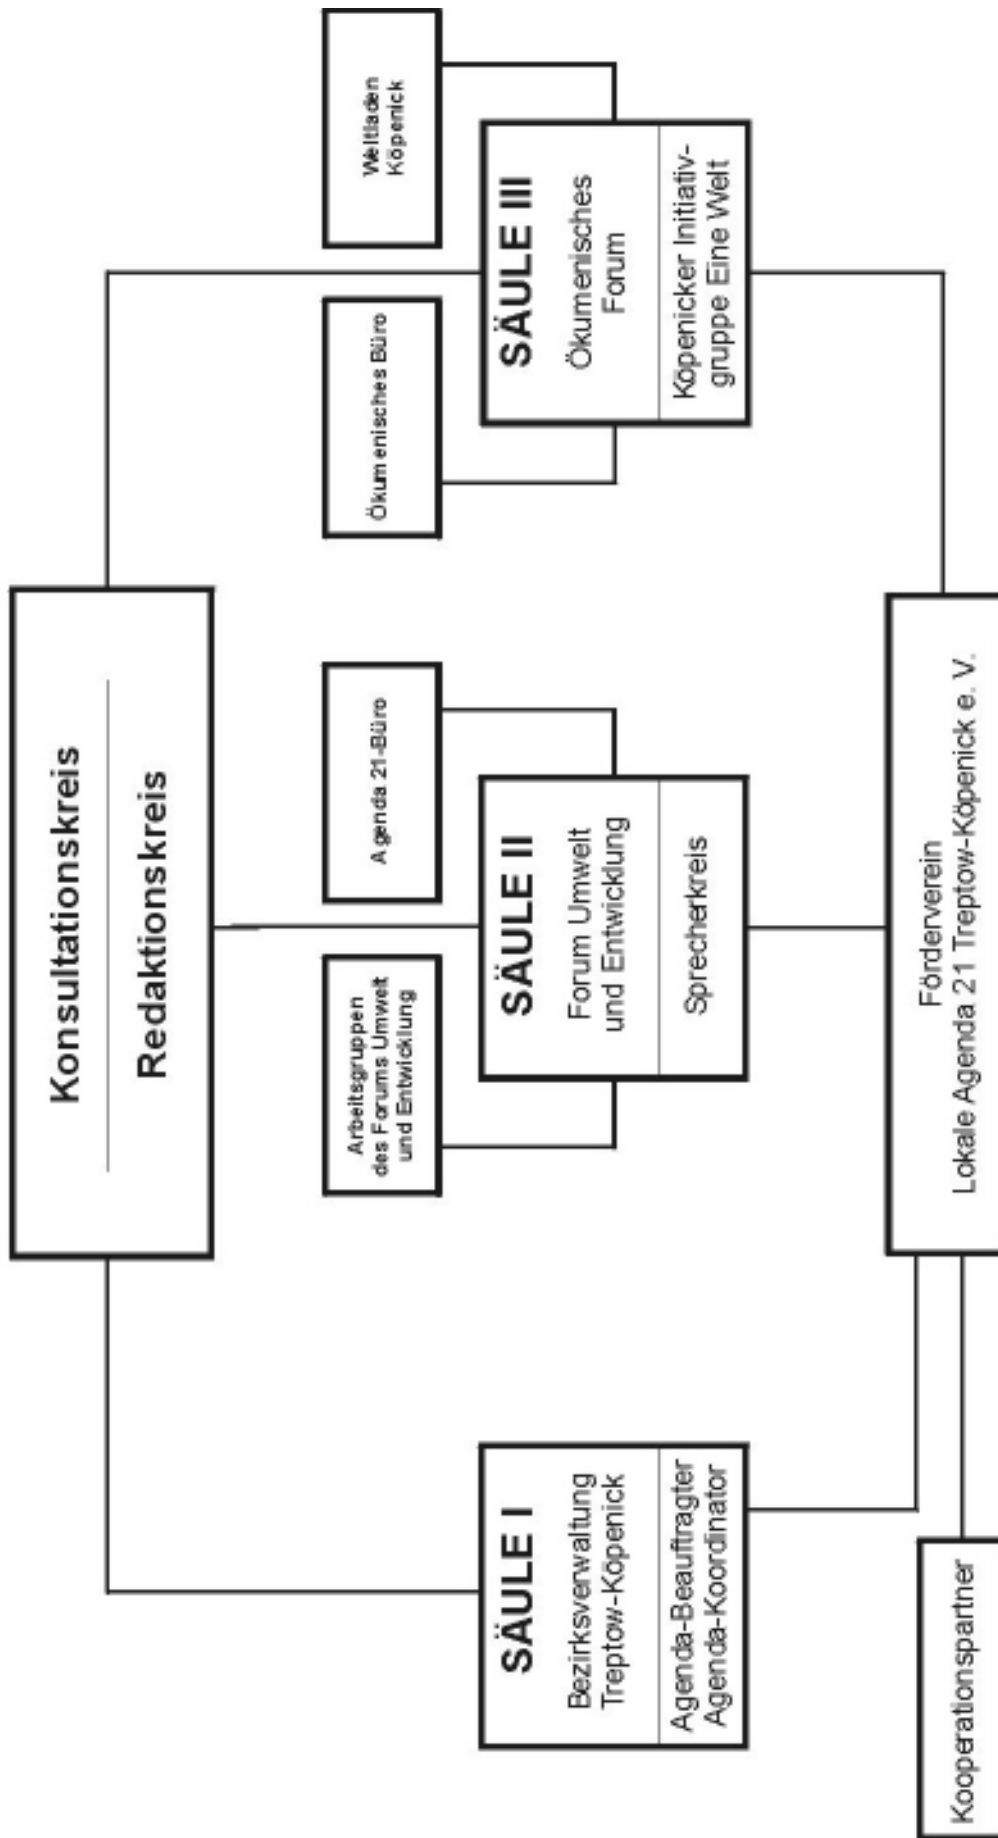 Konsultationskreis
Redaktionskreis
Arbeitsgruppen
des Forums Umwelt
und Entwicklung
Agenda 21-Büro
Ökumenisches Büro
Weltladen
Köpenick
SÄULE I
Bezirksverwaltung
Treptow-Köpenick
Agenda-Beauftragter
Agenda-Koordinator
SÄULE II
Forum Umwelt
und Entwicklung
Sprecherkreis
SÄULE III
Ökumenisches
Forum
Köpenicker Initiativ-
gruppe Eine Welt
Kooperationspartner
Förderverein
Lokale Agenda 21 Treptow-Köpenick e. V.